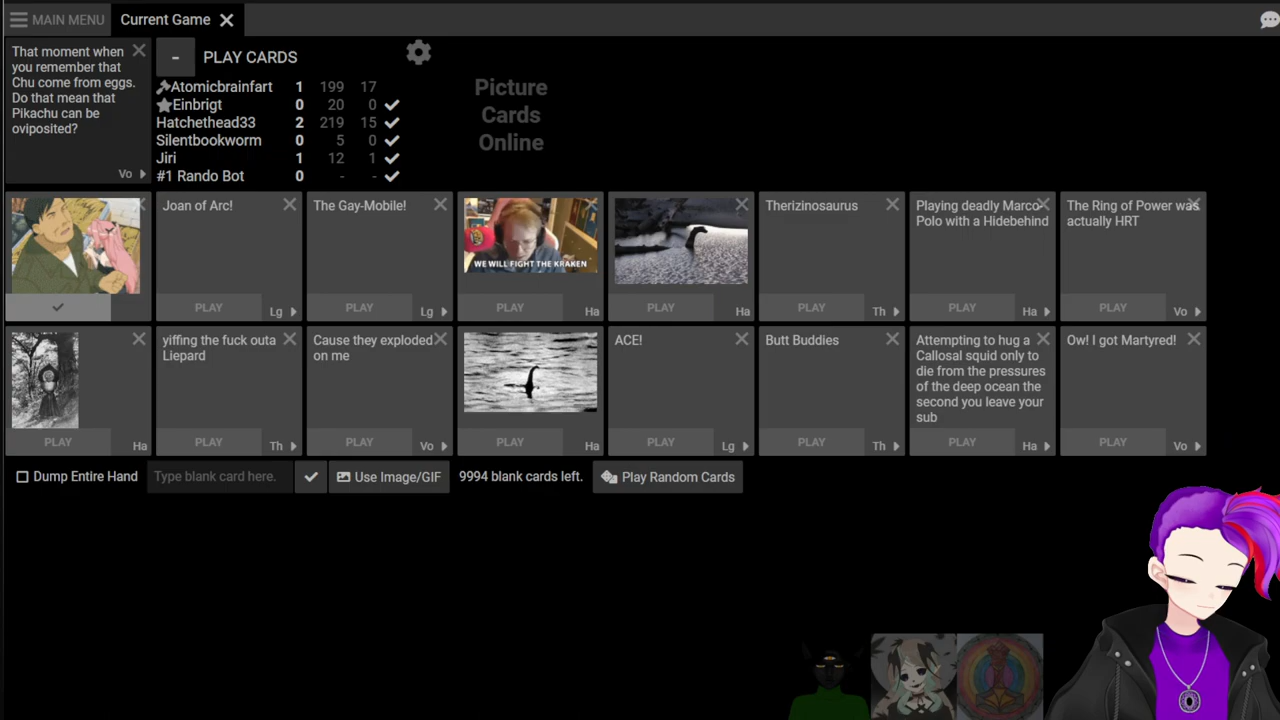 MAIN MENU
Current Game
That moment when
you remember that
Chu come from eggs.
Do that mean that
Pikachu can be
oviposited?
Vo
- PLAY CARDS
Atomicbrainfart 1 199 17
Einbrigt 0 20 0
Hatchethead33 2 219 15
Silentbookworm 0 5 0
Jiri 1 12 1
#1 Rando Bot 0 - -
Picture
Cards
Online
Joan of Arc!
PLAY Lg
The Gay-Mobile!
PLAY Lg
WE WILL FIGHT THE KRAKEN
PLAY Ha
PLAY Ha
Therizinosaurus
PLAY Th
Playing deadly Marco-
Polo with a Hidebehind
PLAY Ha
The Ring of Power was
actually HRT
PLAY Vo
PLAY Ha
yiffing the fuck outa
Liepard
PLAY Th
Cause they exploded
on me
PLAY Vo
PLAY Ha
ACE!
PLAY Lg
Butt Buddies
PLAY Th
Attempting to hug a
Callosal squid only to
die from the pressures
of the deep ocean the
second you leave your
sub
PLAY Ha
Ow! I got Martyred!
PLAY Vo
Dump Entire Hand
Type blank card here.
Use Image/GIF
9994 blank cards left.
Play Random Cards